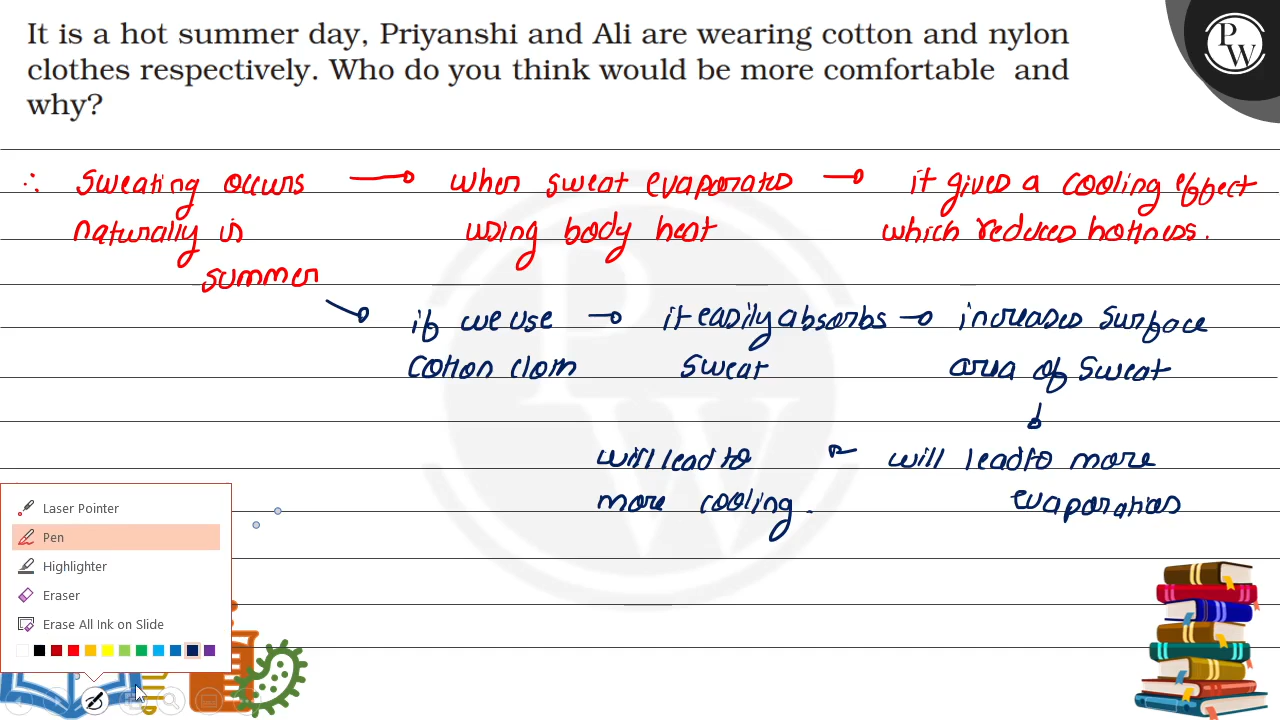 It is a hot summer day, Priyanshi and Ali are wearing cotton and nylon
clothes respectively. Who do you think would be more comfortable and
why?
PW
∴ Sweating occurs → when sweat evaporates → it gives a cooling effect
naturally in using body heat which reduces hotness.
summer
→ if we use → it easily absorbs → increases surface
cotton cloth sweat area of sweat
will lead to ← will lead to more
more cooling. evaporation
Laser Pointer
Pen
Highlighter
Eraser
Erase All Ink on Slide